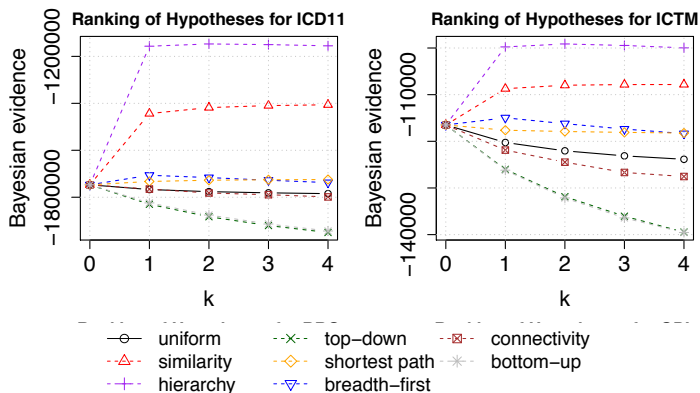 Ranking of Hypotheses for ICD11
Ranking of Hypotheses for ICTM
Bayesian evidence
−1200000
−1800000
0 1 2 3 4
k
Bayesian evidence
−110000
−140000
0 1 2 3 4
k
uniform
top−down
connectivity
similarity
shortest path
bottom−up
hierarchy
breadth−first